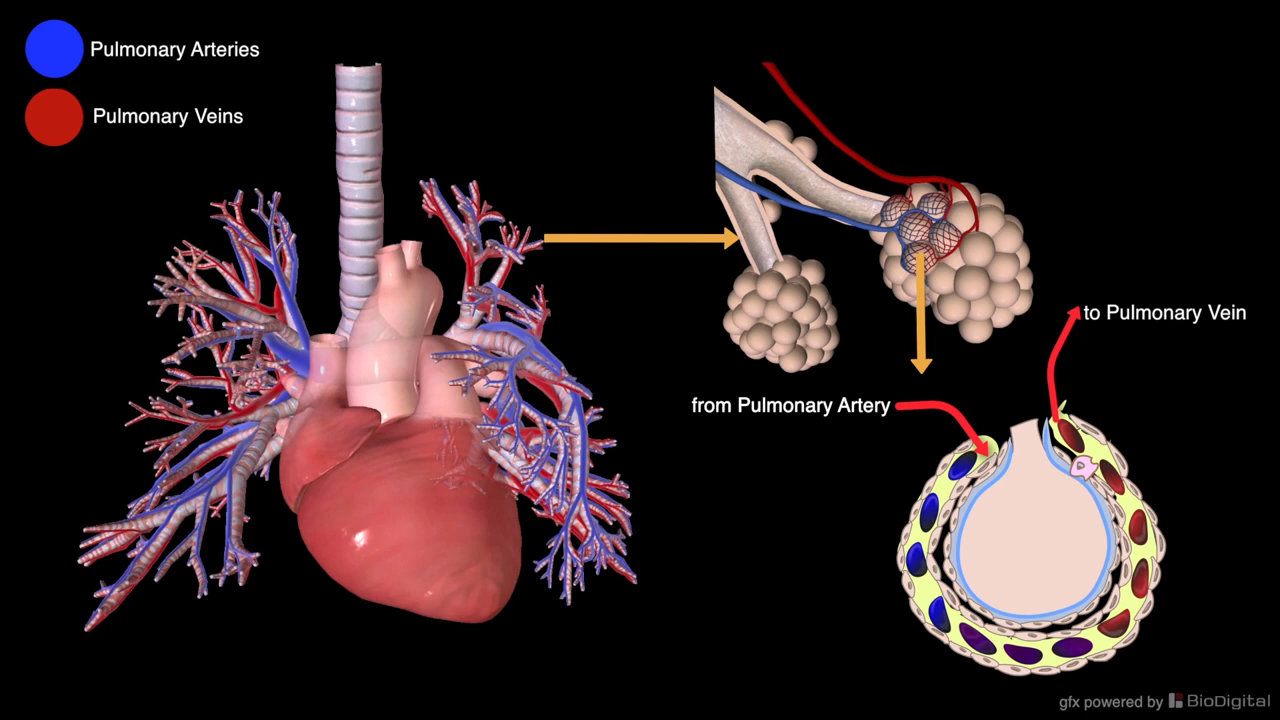 Pulmonary Arteries
Pulmonary Veins
to Pulmonary Vein
from Pulmonary Artery
gfx powered by BioDigital